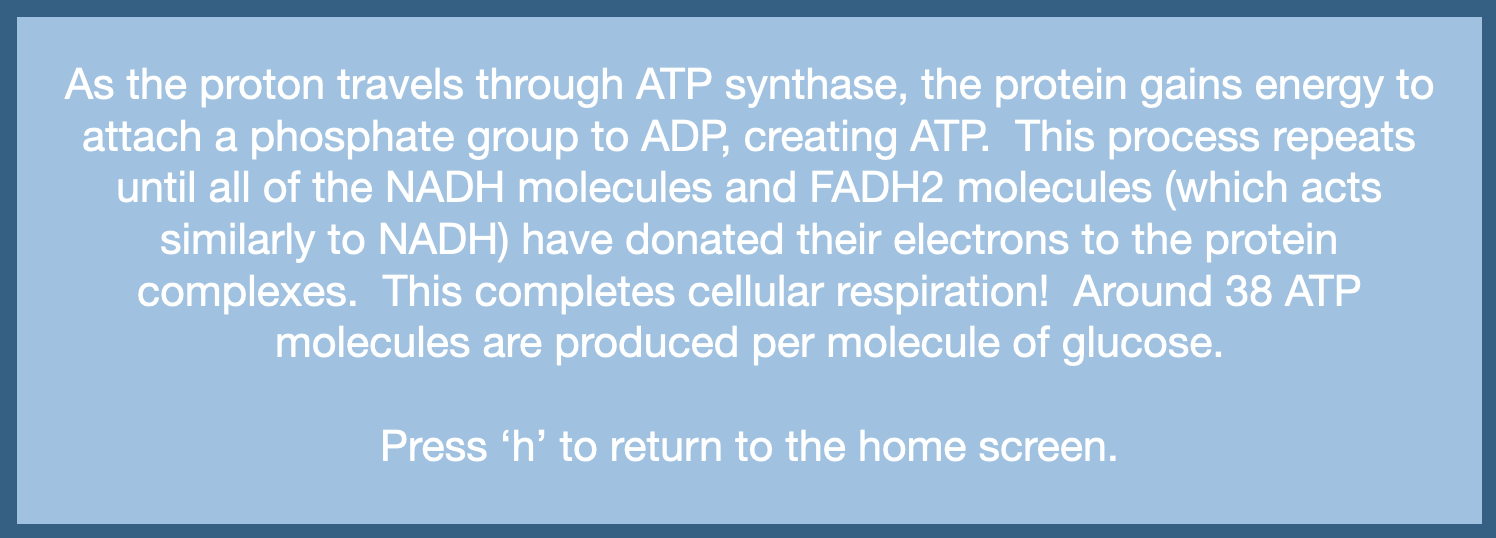 As the proton travels through ATP synthase, the protein gains energy to
attach a phosphate group to ADP, creating ATP.  This process repeats
until all of the NADH molecules and FADH2 molecules (which acts
similarly to NADH) have donated their electrons to the protein
complexes.  This completes cellular respiration!  Around 38 ATP
molecules are produced per molecule of glucose.
Press ‘h’ to return to the home screen.